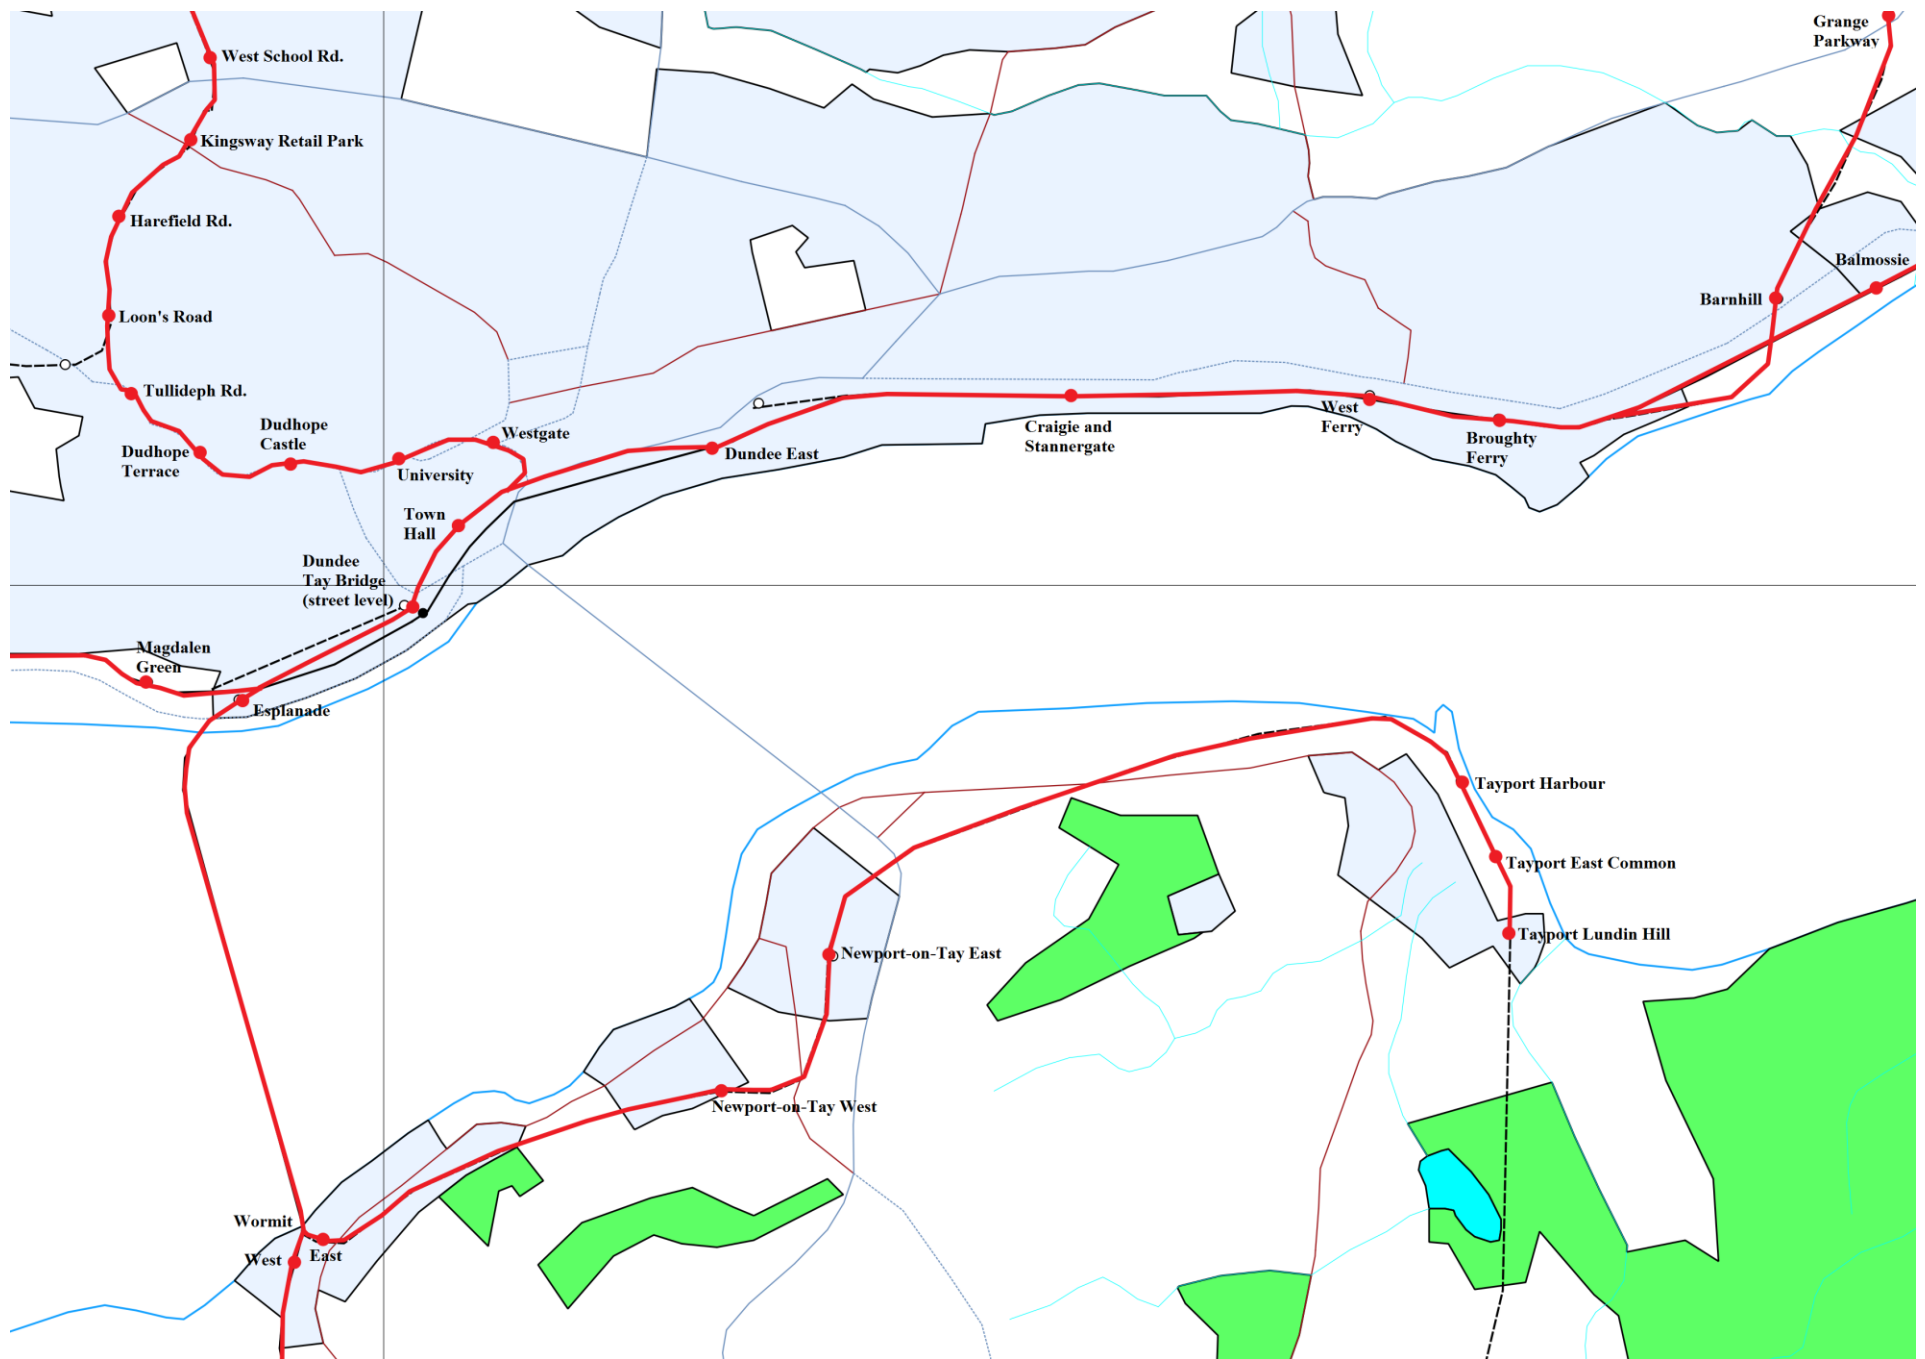 Grange
Parkway
West School Rd.
Kingsway Retail Park
Harefield Rd.
Balmossie
Barnhill
Loon's Road
Tullideph Rd.
Dudhope
Castle
West
Ferry
Dudhope
Terrace
Westgate
University
Dundee East
Craigie and
Stannergate
Broughty
Ferry
Town
Hall
Dundee
Tay Bridge
(street level)
Magdalen
Green
Esplanade
Tayport Harbour
Tayport East Common
Tayport Lundin Hill
Newport-on-Tay East
Newport-on-Tay West
Wormit
West
East